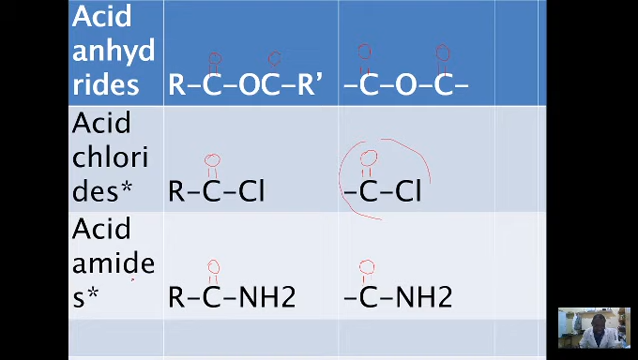 Acid
anhyd
rides
O O
R-C-OC-R’
O O
-C-O-C-
Acid
chlori
des*
O
R-C-Cl
O
-C-Cl
Acid
amide
s*
O
R-C-NH2
O
-C-NH2